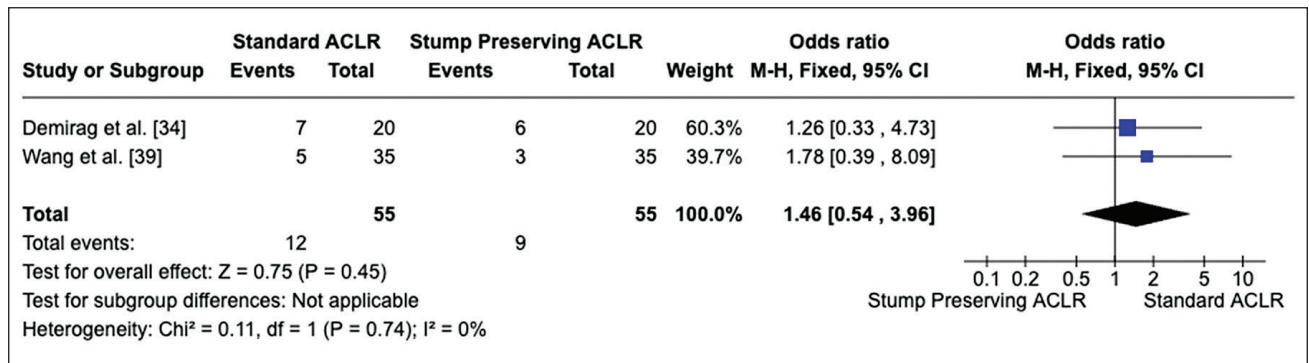 Standard ACLR Stump Preserving ACLR Odds ratio Odds ratio
Study or Subgroup Events Total Events Total Weight M-H, Fixed, 95% CI M-H, Fixed, 95% CI
Demirag et al. [34] 7 20 6 20 60.3% 1.26 [0.33 , 4.73]
Wang et al. [39] 5 35 3 35 39.7% 1.78 [0.39 , 8.09]
Total 55 55 100.0% 1.46 [0.54 , 3.96]
Total events: 12 9
Test for overall effect: Z = 0.75 (P = 0.45)
0.1 0.2 0.5 1 2 5 10
Test for subgroup differences: Not applicable
Stump Preserving ACLR Standard ACLR
Heterogeneity: Chi² = 0.11, df = 1 (P = 0.74); I² = 0%